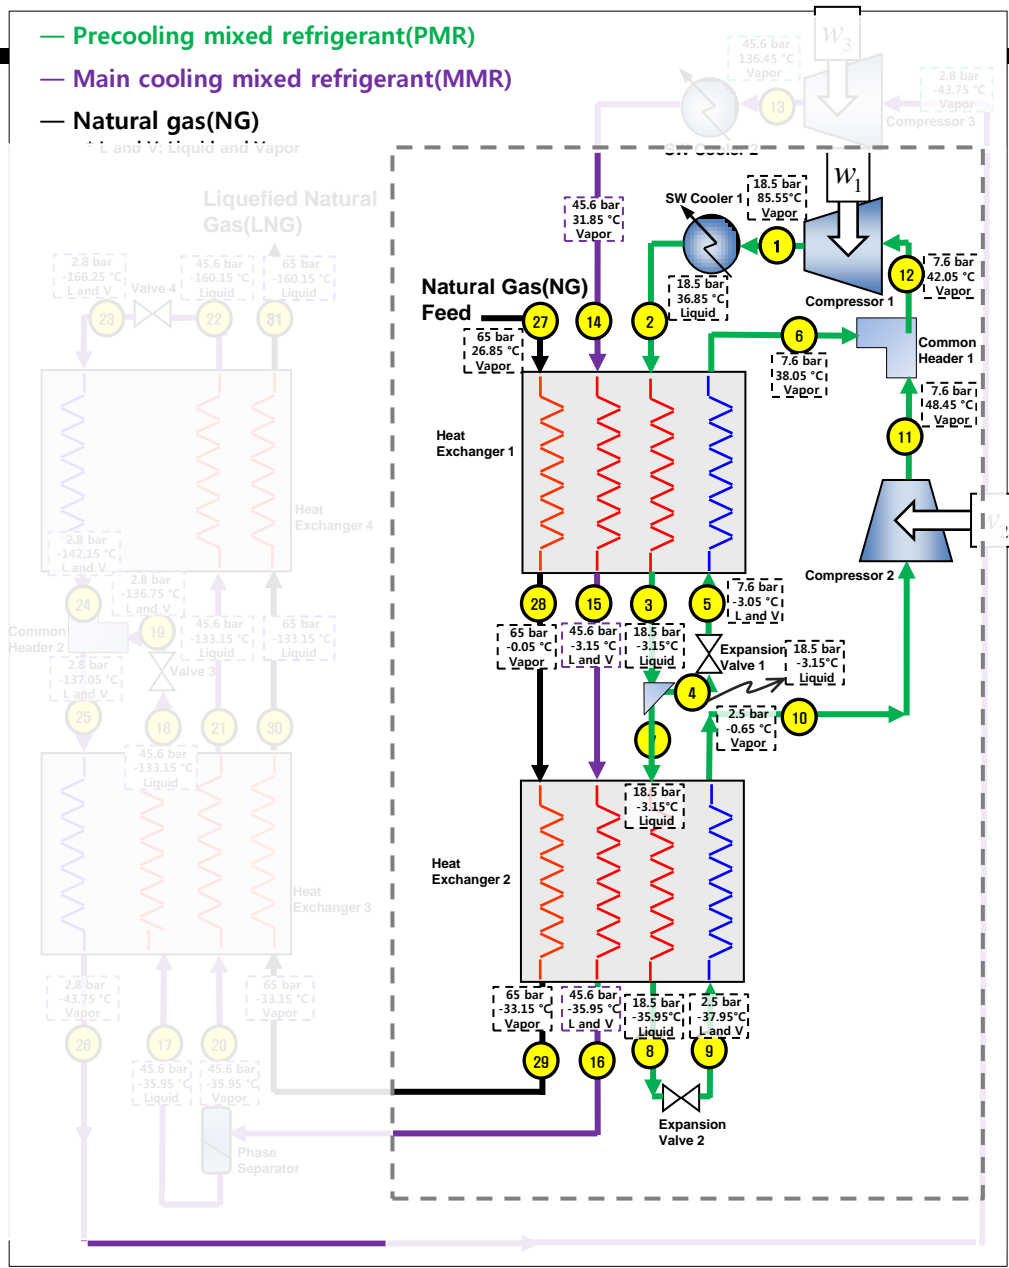 — Precooling mixed refrigerant(PMR)
— Main cooling mixed refrigerant(MMR)
— Natural gas(NG)
* L and V: Liquid and Vapor
45.6 bar
136.45 °C
Vapor
w3
13
2.8 bar
-43.75 °C
Vapor
Compressor 3
SW Cooler 2
Liquefied Natural
Gas(LNG)
45.6 bar
31.85 °C
Vapor
SW Cooler 1
18.5 bar
85.55°C
Vapor
w1
1
12
7.6 bar
42.05 °C
Vapor
Compressor 1
18.5 bar
36.85 °C
Liquid
2.8 bar
-166.25 °C
L and V
Valve 4
45.6 bar
-160.15 °C
Liquid
65 bar
-160.15 °C
Liquid
23
22
31
Natural Gas(NG)
Feed
27
14
2
6
65 bar
26.85 °C
Vapor
7.6 bar
38.05 °C
Vapor
Common
Header 1
7.6 bar
48.45 °C
Vapor
11
Heat
Exchanger 1
Heat
Exchanger 4
w2
Compressor 2
2.8 bar
-142.15 °C
L and V
2.8 bar
-136.75 °C
L and V
24
19
Common
Header 2
45.6 bar
-133.15 °C
Liquid
65 bar
-133.15 °C
Liquid
28
15
3
5
7.6 bar
-3.05 °C
L and V
65 bar
-0.05 °C
Vapor
45.6 bar
-3.15 °C
L and V
18.5 bar
-3.15°C
Liquid
Expansion
Valve 1
18.5 bar
-3.15°C
Liquid
2.8 bar
-137.05 °C
L and V
Valve 3
4
25
18
21
30
7
2.5 bar
-0.65 °C
Vapor
10
45.6 bar
-133.15 °C
Liquid
18.5 bar
-3.15°C
Liquid
Heat
Exchanger 2
Heat
Exchanger 3
2.8 bar
-43.75 °C
Vapor
65 bar
-33.15 °C
Vapor
65 bar
-33.15 °C
Vapor
45.6 bar
-35.95 °C
L and V
18.5 bar
-35.95°C
Liquid
2.5 bar
-37.95°C
L and V
26
17
20
29
16
8
9
45.6 bar
-35.95 °C
Liquid
45.6 bar
-35.95 °C
Vapor
Expansion
Valve 2
Phase
Separator